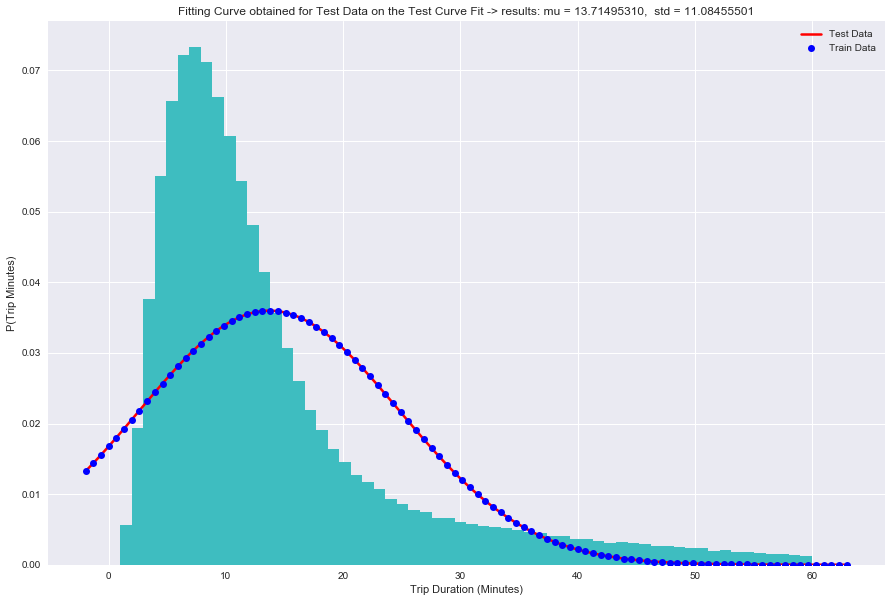 Fitting Curve obtained for Test Data on the Test Curve Fit -> results: mu = 13.71495310,  std = 11.08455501
Test Data
Train Data
P(Trip Minutes)
0.07
0.06
0.05
0.04
0.03
0.02
0.01
0.00
0 10 20 30 40 50 60
Trip Duration (Minutes)